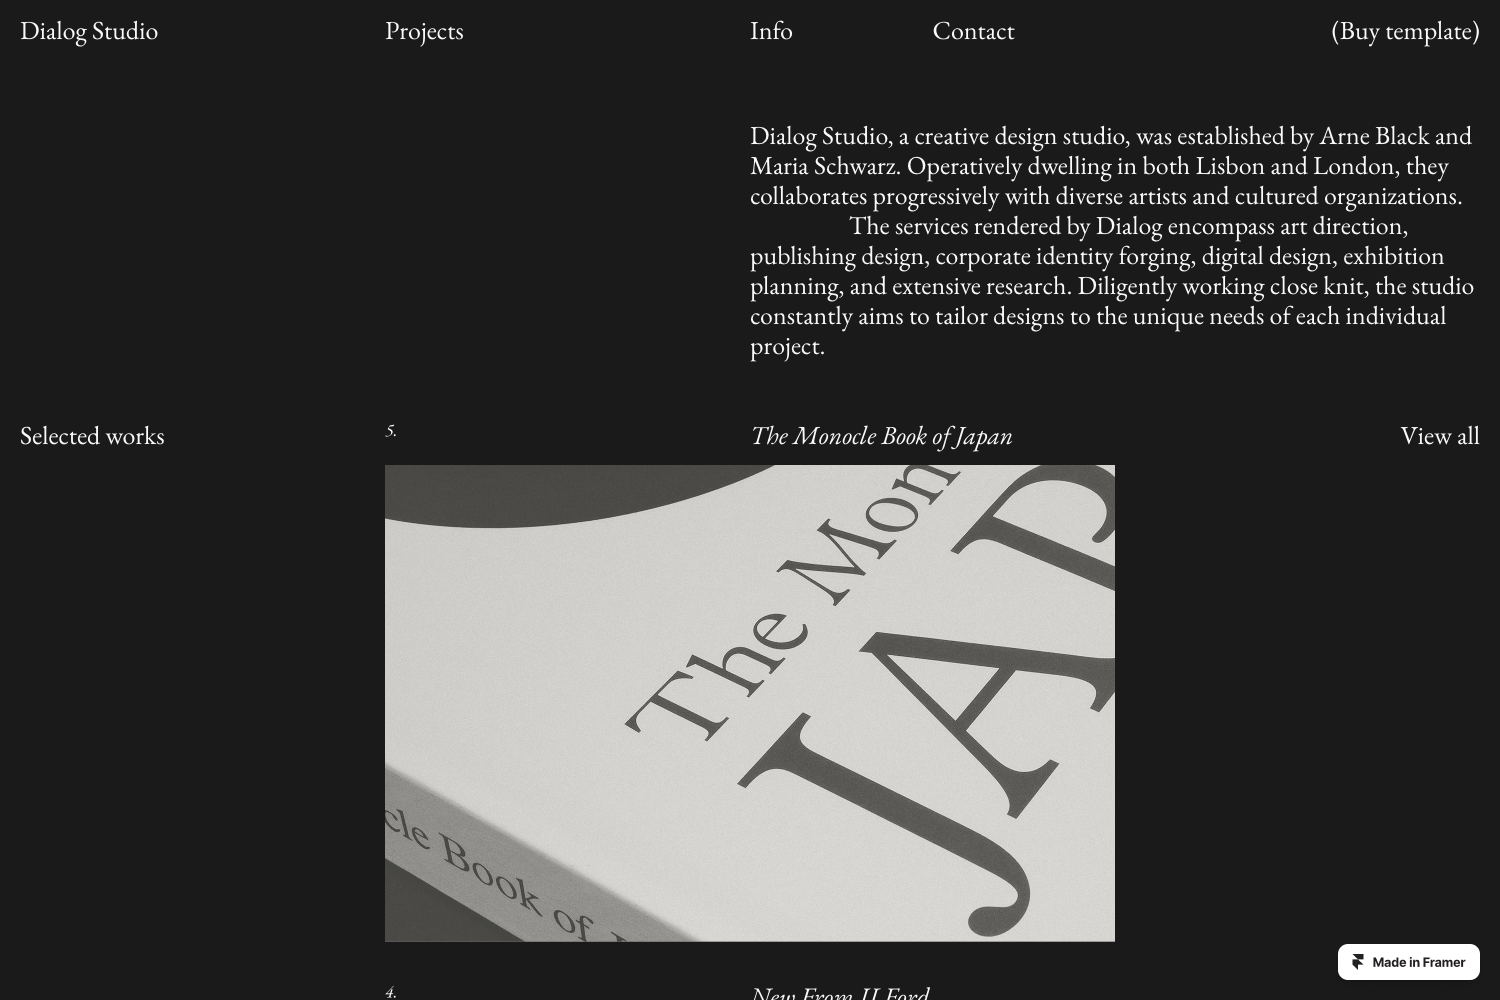 Dialog Studio
Projects
Info
Contact
(Buy template)
Dialog Studio, a creative design studio, was established by Arne Black and
Maria Schwarz. Operatively dwelling in both Lisbon and London, they
collaborates progressively with diverse artists and cultured organizations.
The services rendered by Dialog encompass art direction,
publishing design, corporate identity forging, digital design, exhibition
planning, and extensive research. Diligently working close knit, the studio
constantly aims to tailor designs to the unique needs of each individual
project.
Selected works
5.
The Monocle Book of Japan
View all
The Mon
JAP
cle Book of J
4.
New From JJ Ford
Made in Framer